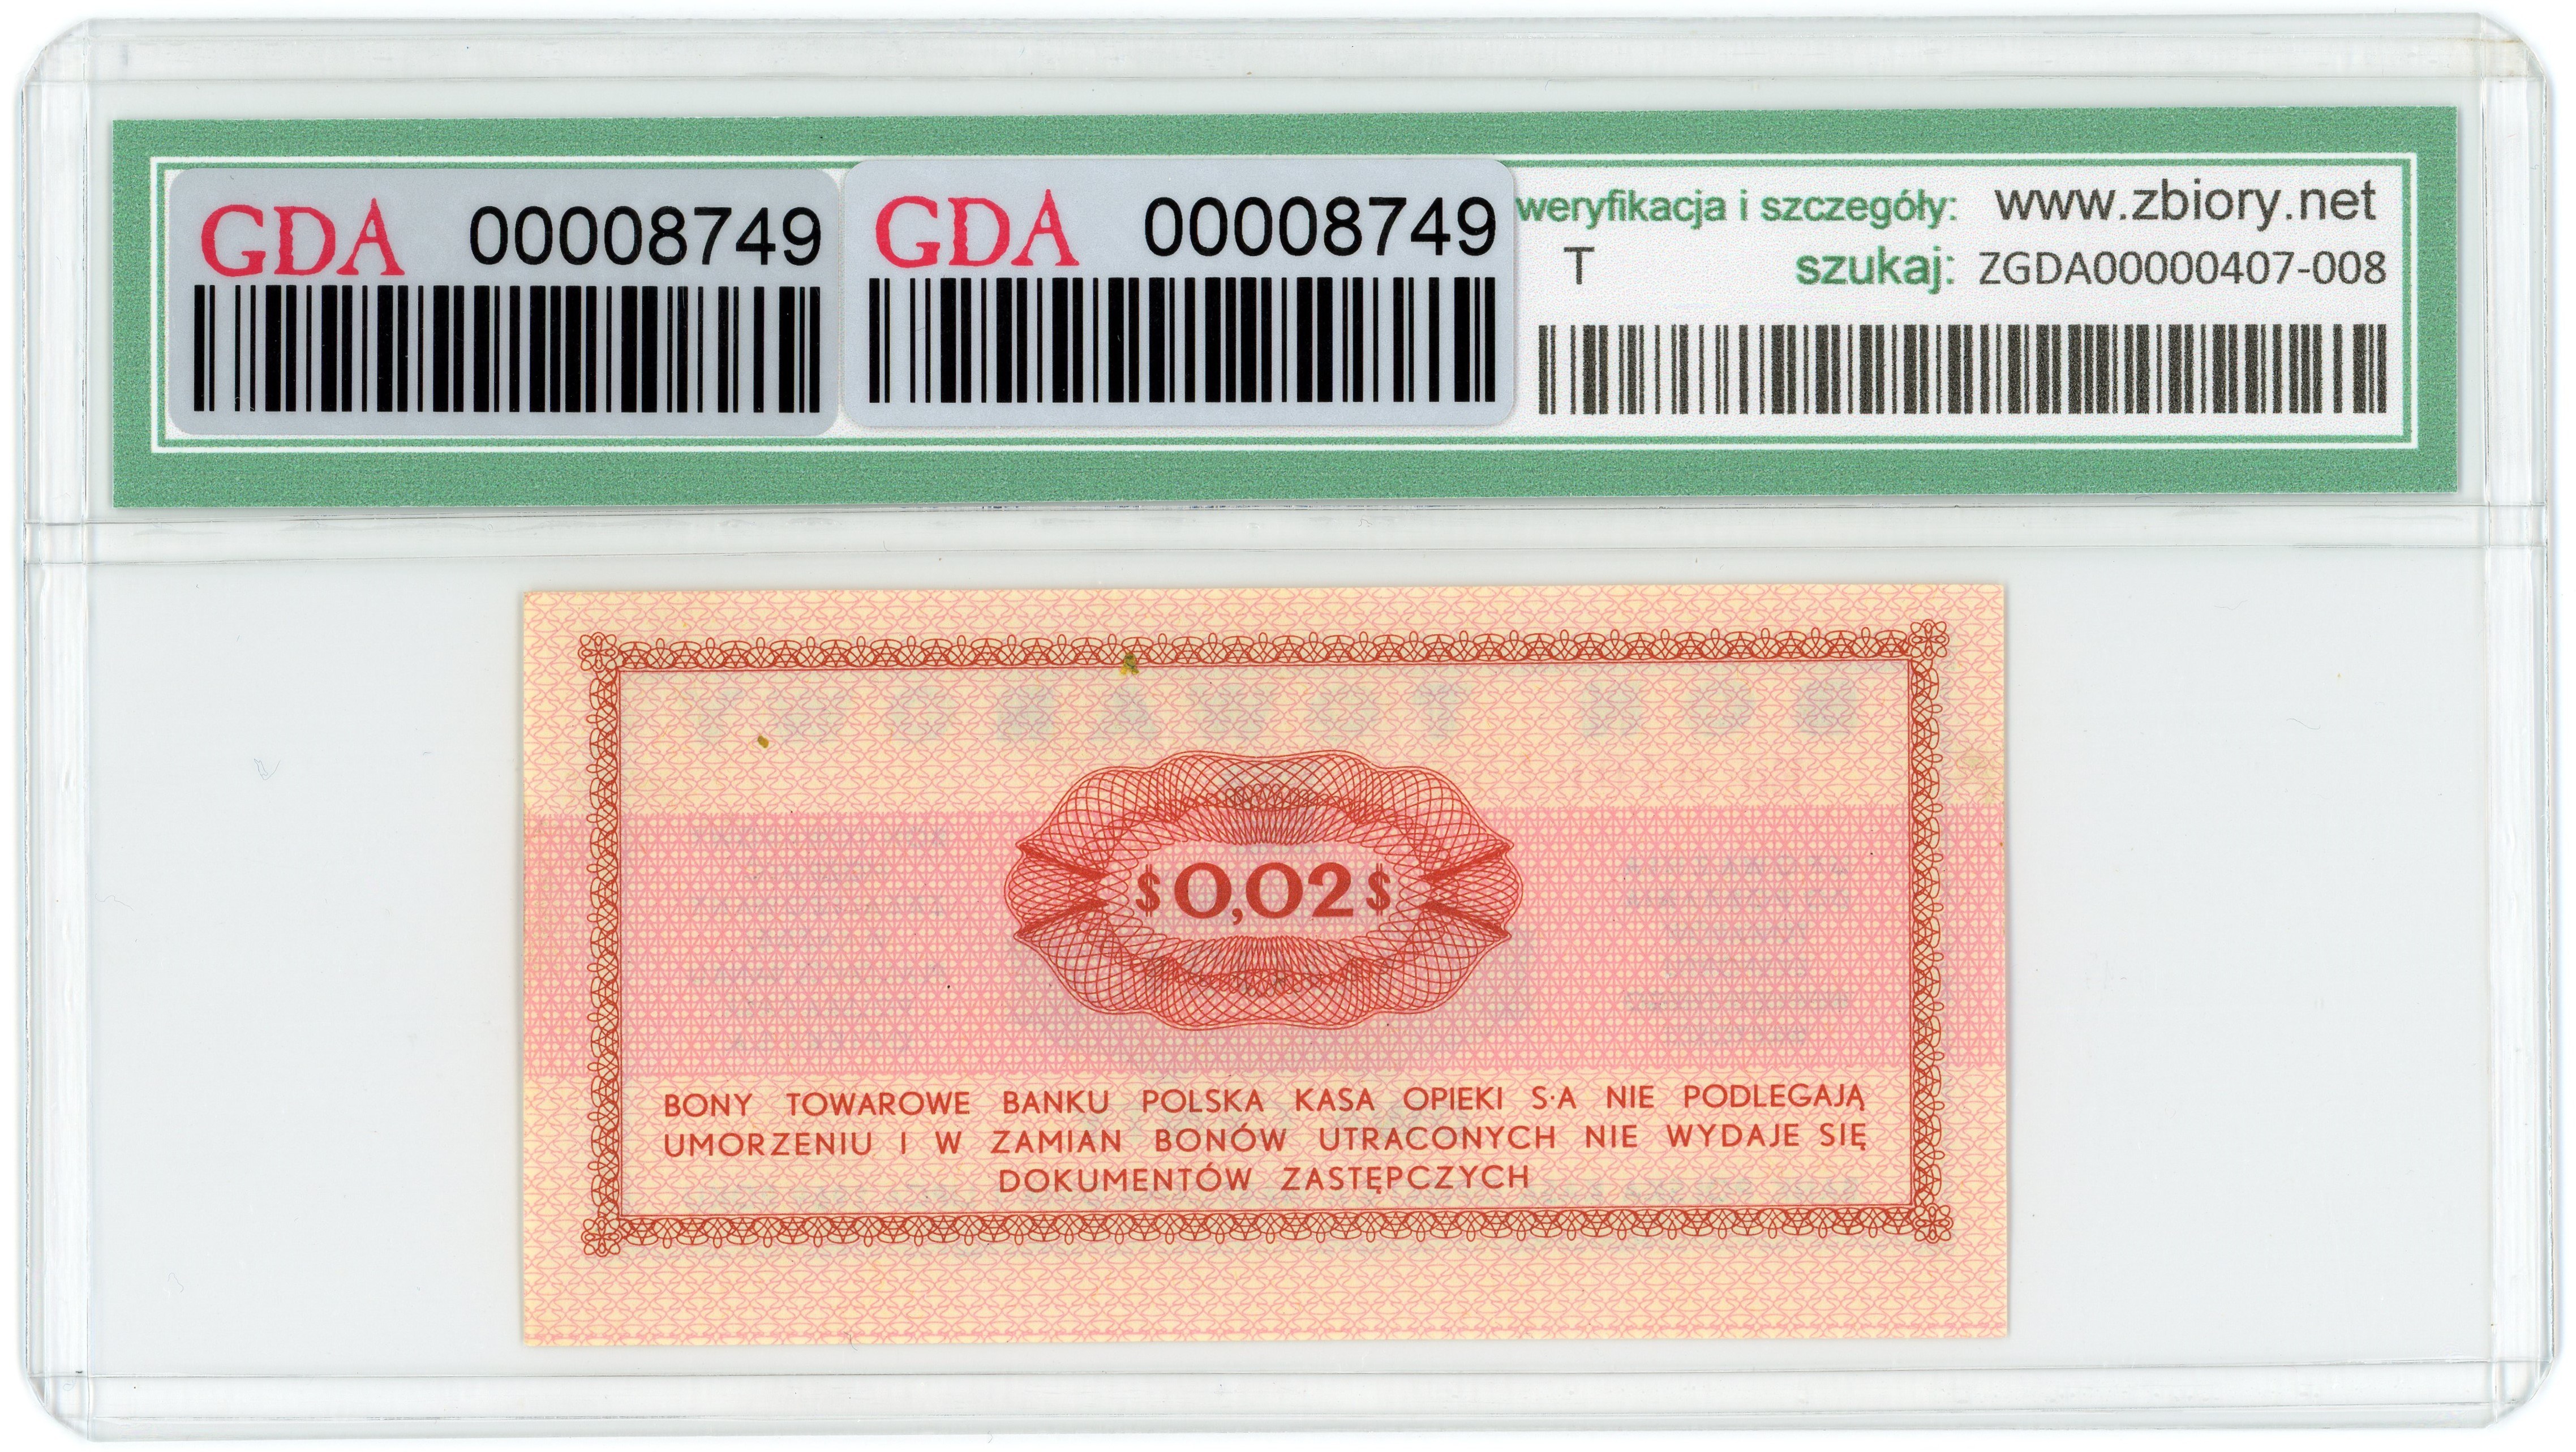 GDA 00008749
GDA 00008749
weryfikacja i szczegóły: www.zbiory.net
T szukaj: ZGDA00000407-008
$0,02$
BONY TOWAROWE BANKU POLSKA KASA OPIEKI S·A NIE PODLEGAJĄ
UMORZENIU I W ZAMIAN BONÓW UTRACONYCH NIE WYDAJE SIĘ
DOKUMENTÓW ZASTĘPCZYCH